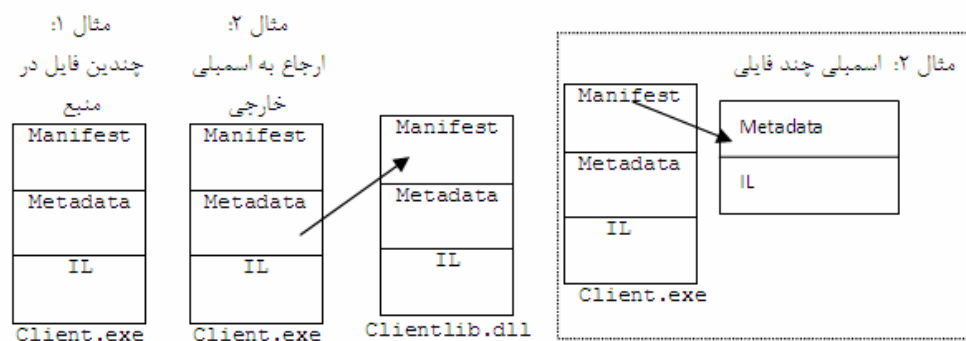 مثال ۱:
چندین فایل در
منبع
Manifest
Metadata
IL
Client.exe
مثال ۲:
ارجاع به اسمبلی
خارجی
Manifest
Metadata
IL
Client.exe
Manifest
Metadata
IL
Clientlib.dll
مثال ۲: اسمبلی چند فایلی
Manifest
Metadata
IL
Client.exe
Metadata
IL